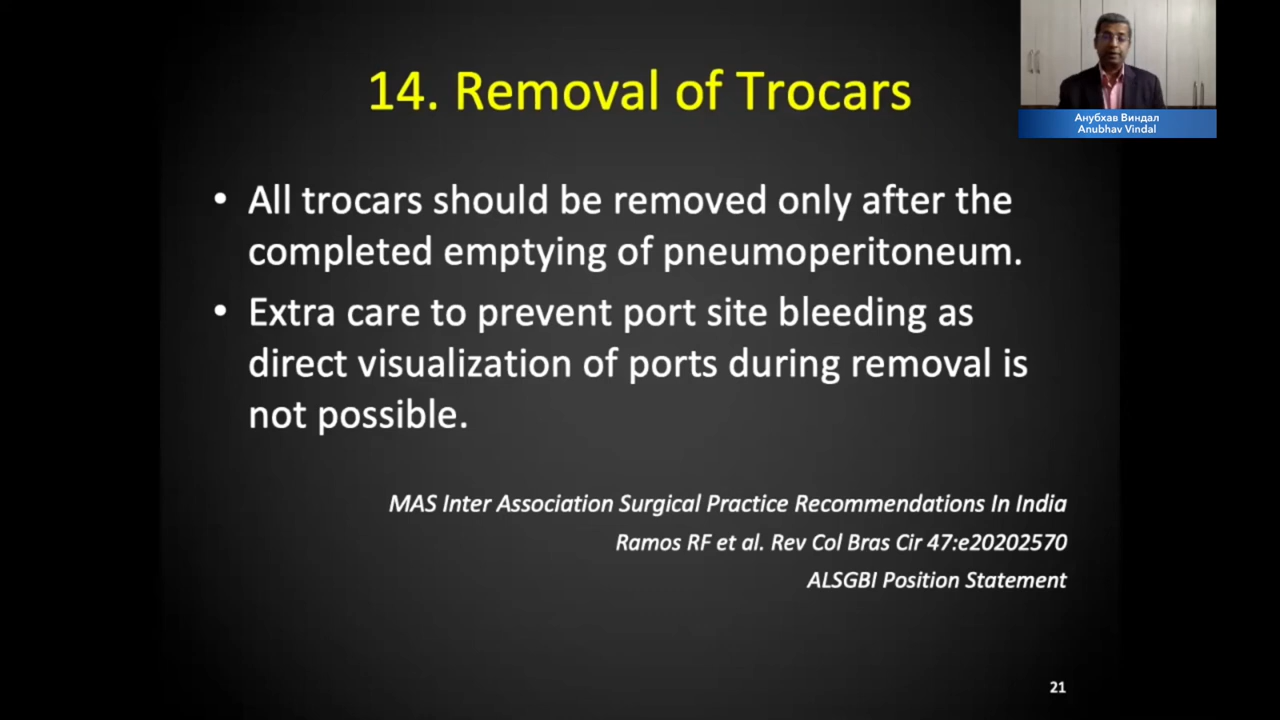 14. Removal of Trocars
Анубхав Виндал
Anubhav Vindal
• All trocars should be removed only after the
completed emptying of pneumoperitoneum.
• Extra care to prevent port site bleeding as
direct visualization of ports during removal is
not possible.
MAS Inter Association Surgical Practice Recommendations In India
Ramos RF et al. Rev Col Bras Cir 47:e20202570
ALSGBI Position Statement
21